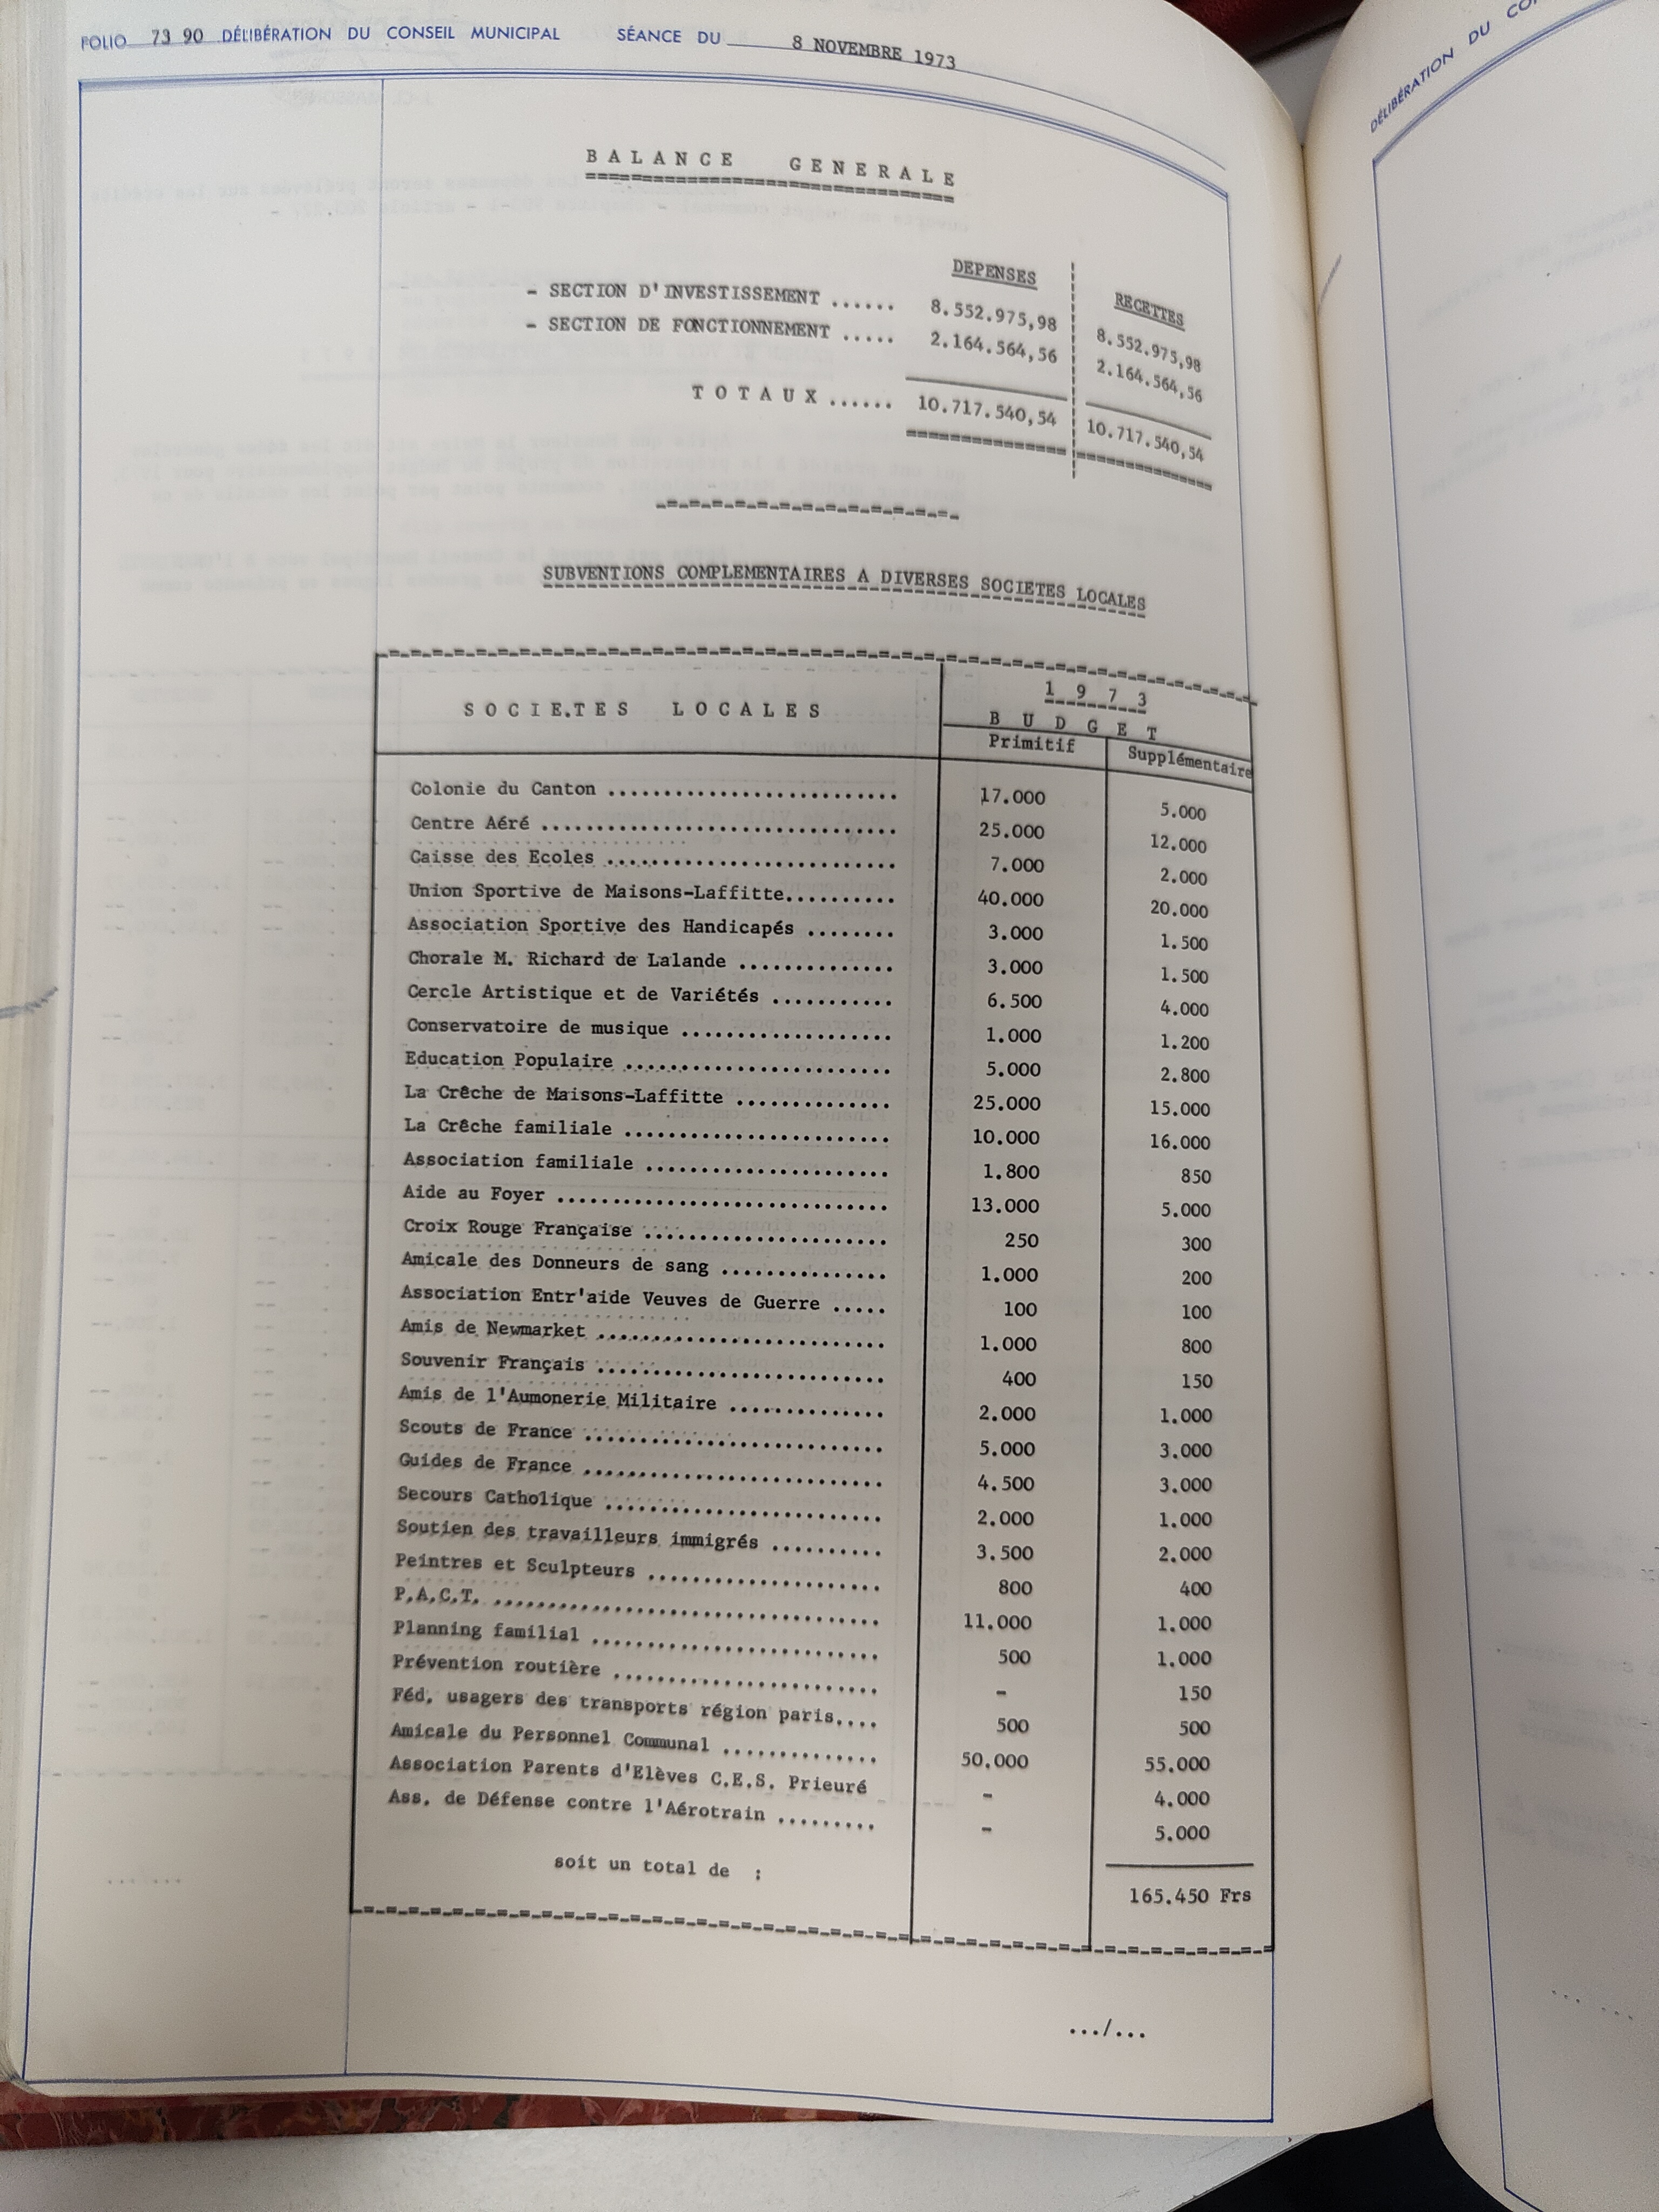 FOLIO 73 90 DÉLIBÉRATION DU CONSEIL MUNICIPAL SÉANCE DU 8 NOVEMBRE 1973
BALANCE GENERALE
DEPENSES RECETTES
- SECTION D'INVESTISSEMENT ...... 8.552.975,98 8.552.975,98
- SECTION DE FONCTIONNEMENT ..... 2.164.564,56 2.164.564,56
TOTAUX ...... 10.717.540,54 10.717.540,54
SUBVENTIONS COMPLEMENTAIRES A DIVERSES SOCIETES LOCALES
SOCIETES LOCALES 1973
BUDGET
Primitif Supplémentaire
Colonie du Canton .......................... 17.000 5.000
Centre Aéré ................................ 25.000 12.000
Caisse des Ecoles .......................... 7.000 2.000
Union Sportive de Maisons-Laffitte.......... 40.000 20.000
Association Sportive des Handicapés ........ 3.000 1.500
Chorale M. Richard de Lalande .............. 3.000 1.500
Cercle Artistique et de Variétés ........... 6.500 4.000
Conservatoire de musique ................... 1.000 1.200
Education Populaire ........................ 5.000 2.800
La Crêche de Maisons-Laffitte .............. 25.000 15.000
La Crêche familiale ........................ 10.000 16.000
Association familiale ...................... 1.800 850
Aide au Foyer .............................. 13.000 5.000
Croix Rouge Française ...................... 250 300
Amicale des Donneurs de sang ............... 1.000 200
Association Entr'aide Veuves de Guerre ..... 100 100
Amis de Newmarket .......................... 1.000 800
Souvenir Français .......................... 400 150
Amis de l'Aumonerie Militaire .............. 2.000 1.000
Scouts de France ........................... 5.000 3.000
Guides de France ........................... 4.500 3.000
Secours Catholique ......................... 2.000 1.000
Soutien des travailleurs immigrés .......... 3.500 2.000
Peintres et Sculpteurs ..................... 800 400
P.A.C.T. ................................... 11.000 1.000
Planning familial .......................... 500 1.000
Prévention routière ........................ - 150
Féd. usagers des transports région paris.... 500 500
Amicale du Personnel Communal .............. 50.000 55.000
Association Parents d'Elèves C.E.S. Prieuré - 4.000
Ass. de Défense contre l'Aérotrain ......... - 5.000
soit un total de : 165.450 Frs
.../...
DÉLIBÉRATION DU